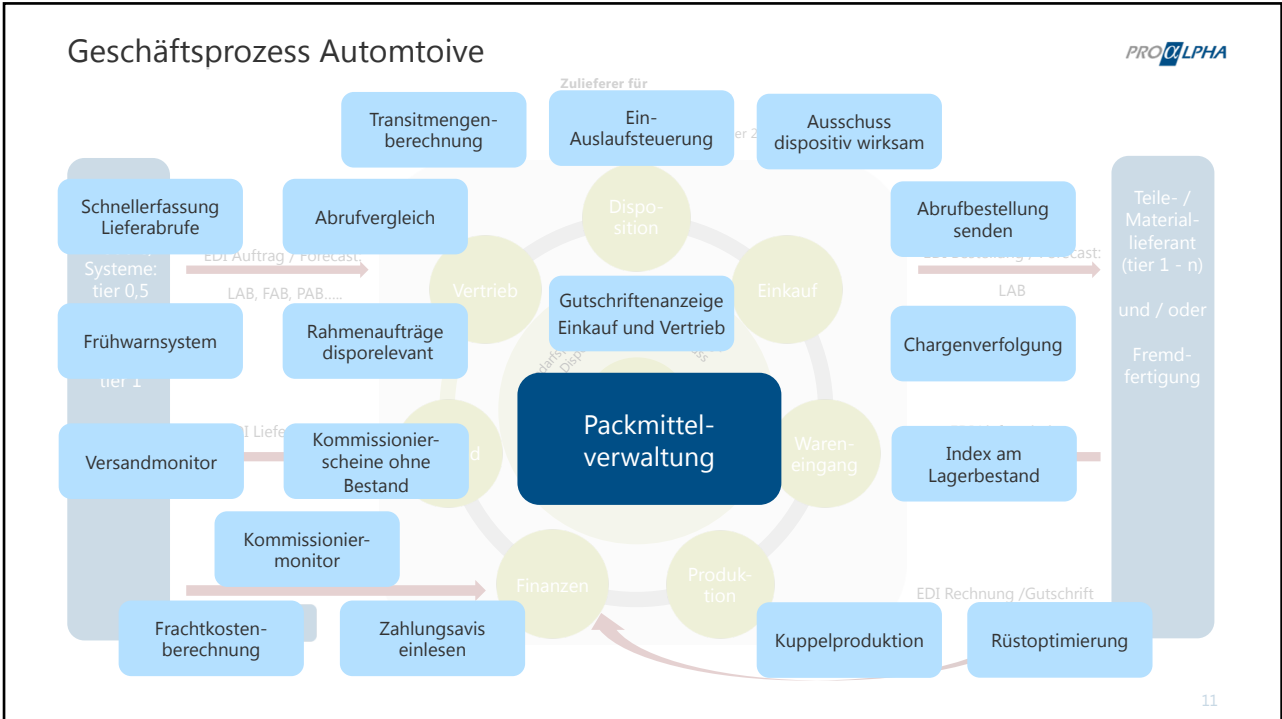 Geschäftsprozess Automtoive
PROαLPHA
Zulieferer für
Transitmengen-
berechnung
Ein-
Auslaufsteuerung
Ausschuss
dispositiv wirksam
Schnellerfassung
Lieferabrufe
Abrufvergleich
Dispo-
sition
Abrufbestellung
senden
Teile- /
Material-
lieferant
(tier 1 - n)
und / oder
Fremd-
fertigung
Systeme:
tier 0,5
EDI Auftrag / Forecast:
LAB, FAB, PAB.....
Vertrieb
Einkauf
LAB
Gutschriftenanzeige
Einkauf und Vertrieb
Frühwarnsystem
Rahmenaufträge
disporelevant
Chargenverfolgung
tier 1
Packmittel-
verwaltung
Versandmonitor
Kommissionier-
scheine ohne
Bestand
Waren-
eingang
Index am
Lagerbestand
Kommissionier-
monitor
Finanzen
Produk-
tion
EDI Rechnung /Gutschrift
Frachtkosten-
berechnung
Zahlungsavis
einlesen
Kuppelproduktion
Rüstoptimierung
11